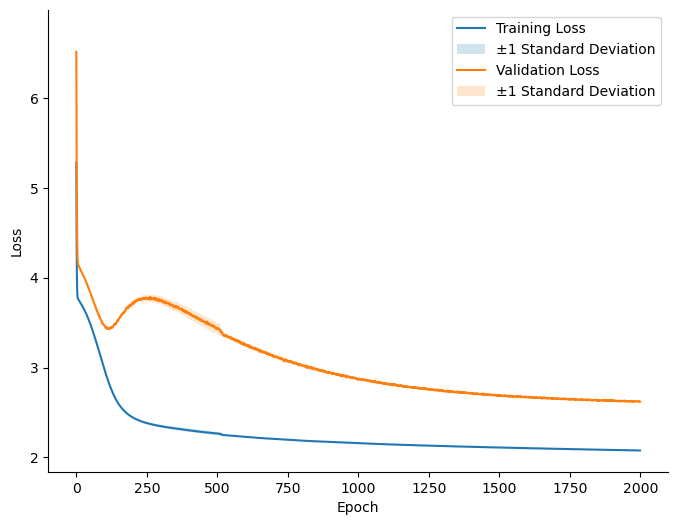 Training Loss
±1 Standard Deviation
Validation Loss
±1 Standard Deviation
Loss
6
5
4
3
2
0 250 500 750 1000 1250 1500 1750 2000
Epoch